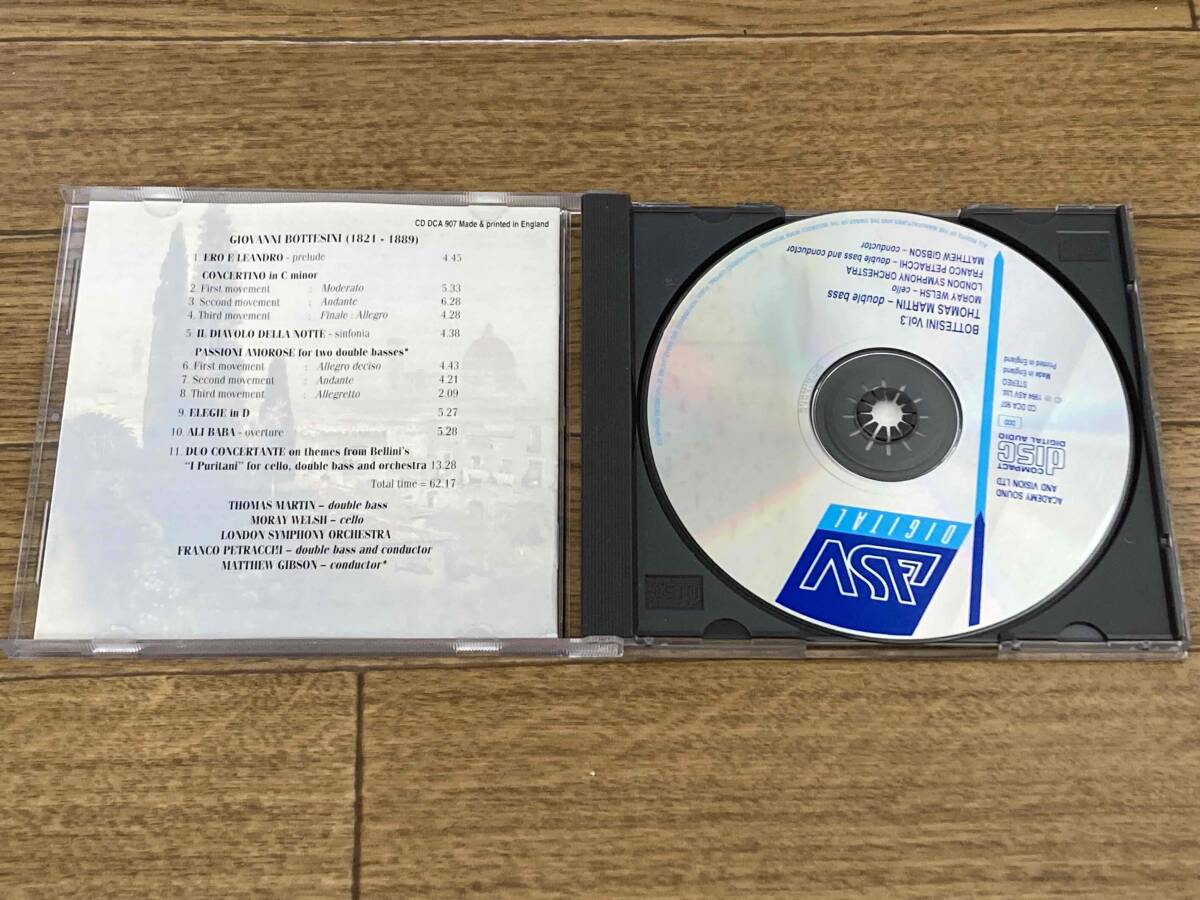 CD DCA 907 Made & printed in England
GIOVANNI BOTTESINI (1821 - 1889)
1. ERO E LEANDRO - prelude 4.45
CONCERTINO in C minor
2. First movement : Moderato 5.33
3. Second movement : Andante 6.28
4. Third movement : Finale : Allegro 4.28
5. IL DIAVOLO DELLA NOTTE - sinfonia 4.38
PASSIONI AMOROSE for two double basses*
6. First movement : Allegro deciso 4.43
7. Second movement : Andante 4.21
8. Third movement : Allegretto 2.09
9. ELEGIE in D 5.27
10. ALI BABA - overture 5.28
11. DUO CONCERTANTE on themes from Bellini's
"I Puritani" for cello, double bass and orchestra 13.28
Total time = 62.17
THOMAS MARTIN – double bass
MORAY WELSH – cello
LONDON SYMPHONY ORCHESTRA
FRANCO PETRACCHI – double bass and conductor
MATTHEW GIBSON – conductor*
ASV
DIGITAL
ACADEMY SOUND
AND VISION LTD
COMPACT
disc
DIGITAL AUDIO
DDD
CD DCA 907
℗ 1994 ASV Ltd.
STEREO
Made in England
Printed in England
BOTTESINI Vol.3
THOMAS MARTIN – double bass
MORAY WELSH – cello
LONDON SYMPHONY ORCHESTRA
FRANCO PETRACCHI – double bass and conductor
MATTHEW GIBSON – conductor